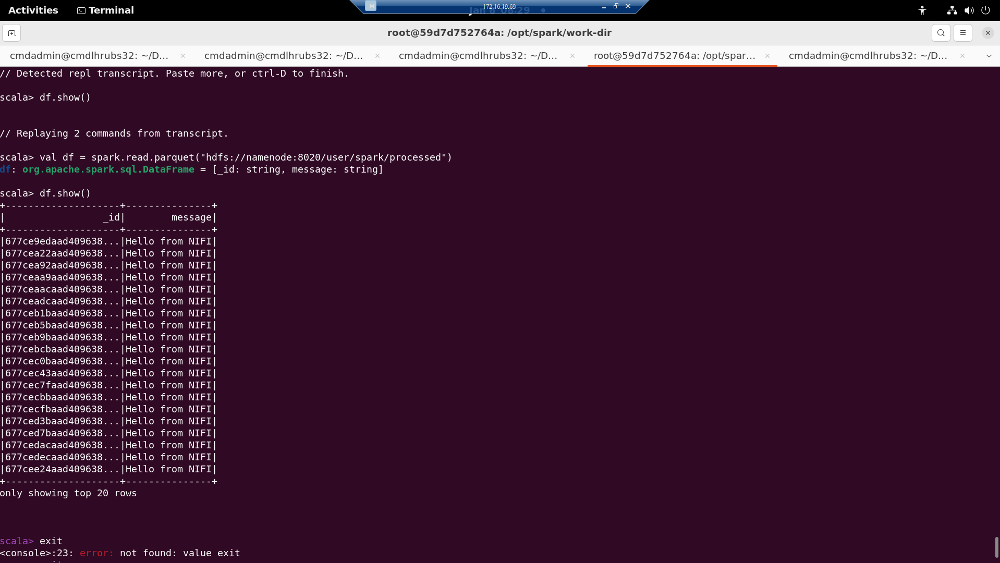 Activities
Terminal
172.16.19.69
Jan 8 08:29
root@59d7d752764a: /opt/spark/work-dir
cmdadmin@cmdlhrubs32: ~/D...
cmdadmin@cmdlhrubs32: ~/D...
cmdadmin@cmdlhrubs32: ~/D...
root@59d7d752764a: /opt/spar...
cmdadmin@cmdlhrubs32: ~/D...
// Detected repl transcript. Paste more, or ctrl-D to finish.
scala> df.show()
// Replaying 2 commands from transcript.
scala> val df = spark.read.parquet("hdfs://namenode:8020/user/spark/processed")
df: org.apache.spark.sql.DataFrame = [_id: string, message: string]
scala> df.show()
+--------------------+---------------+
|                 _id|        message|
+--------------------+---------------+
|677ce9edaad409638...|Hello from NIFI|
|677cea22aad409638...|Hello from NIFI|
|677cea92aad409638...|Hello from NIFI|
|677ceaa9aad409638...|Hello from NIFI|
|677ceaacaad409638...|Hello from NIFI|
|677ceadcaad409638...|Hello from NIFI|
|677ceb1baad409638...|Hello from NIFI|
|677ceb5baad409638...|Hello from NIFI|
|677ceb9baad409638...|Hello from NIFI|
|677cebcbaad409638...|Hello from NIFI|
|677cec0baad409638...|Hello from NIFI|
|677cec43aad409638...|Hello from NIFI|
|677cec7faad409638...|Hello from NIFI|
|677cecbbaad409638...|Hello from NIFI|
|677cecfbaad409638...|Hello from NIFI|
|677ced3baad409638...|Hello from NIFI|
|677ced7baad409638...|Hello from NIFI|
|677cedacaad409638...|Hello from NIFI|
|677cedecaad409638...|Hello from NIFI|
|677cee24aad409638...|Hello from NIFI|
+--------------------+---------------+
only showing top 20 rows
scala> exit
<console>:23: error: not found: value exit